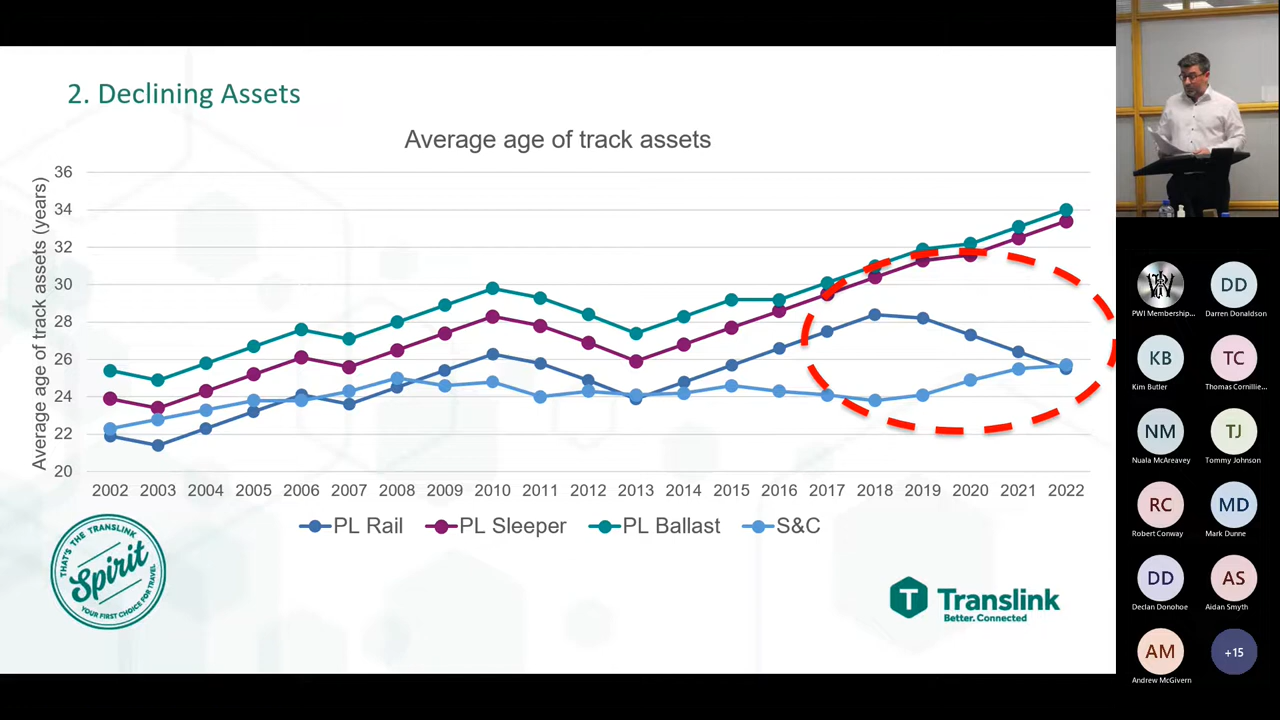 2. Declining Assets
Average age of track assets
Average age of track assets (years)
36
34
32
30
28
26
24
22
20
2002 2003 2004 2005 2006 2007 2008 2009 2010 2011 2012 2013 2014 2015 2016 2017 2018 2019 2020 2021 2022
PL Rail PL Sleeper PL Ballast S&C
THAT'S THE TRANSLINK
Spirit
YOUR FIRST CHOICE FOR TRAVEL
T Translink
Better. Connected
PWI Membership... Darren Donaldson
DD
KB TC
Kim Butler Thomas Cornillie...
NM TJ
Nuala McAreavey Tommy Johnson
RC MD
Robert Conway Mark Dunne
DD AS
Declan Donohoe Aidan Smyth
AM +15
Andrew McGivern